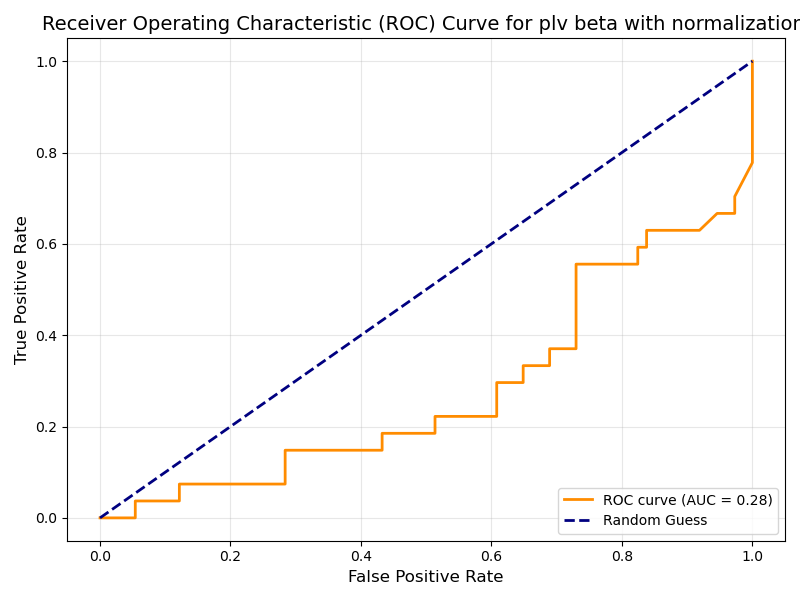 Receiver Operating Characteristic (ROC) Curve for plv beta with normalization
1.0
0.8
0.6
0.4
0.2
0.0
True Positive Rate
0.0 0.2 0.4 0.6 0.8 1.0
False Positive Rate
ROC curve (AUC = 0.28)
Random Guess